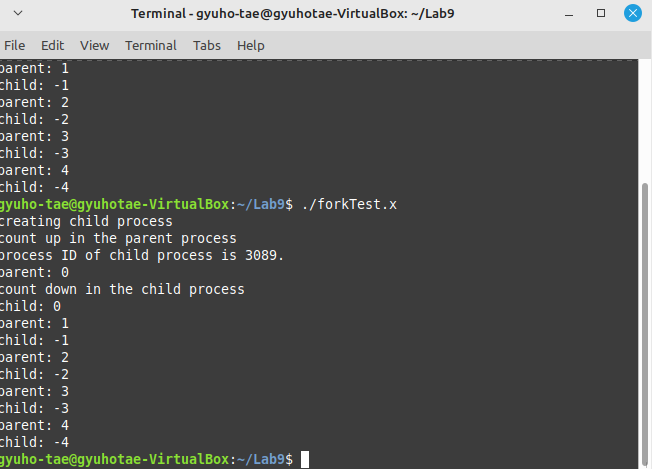 Terminal - gyuho-tae@gyuhotae-VirtualBox: ~/Lab9
File Edit View Terminal Tabs Help
parent: 1
child: -1
parent: 2
child: -2
parent: 3
child: -3
parent: 4
child: -4
gyuho-tae@gyuhotae-VirtualBox:~/Lab9$ ./forkTest.x
creating child process
count up in the parent process
process ID of child process is 3089.
parent: 0
count down in the child process
child: 0
parent: 1
child: -1
parent: 2
child: -2
parent: 3
child: -3
parent: 4
child: -4
gyuho-tae@gyuhotae-VirtualBox:~/Lab9$